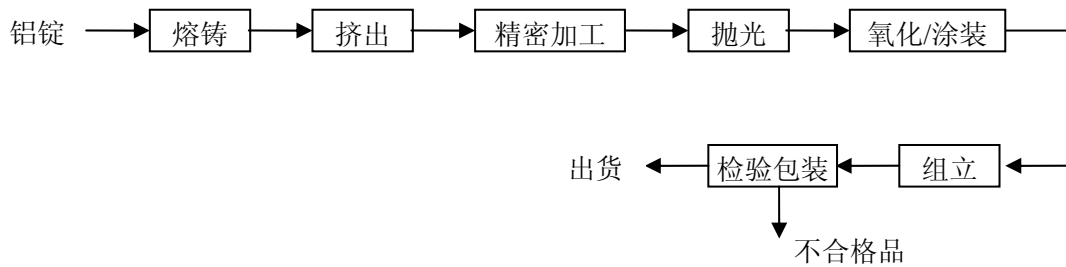 铝锭 熔铸 挤出 精密加工 抛光 氧化/涂装
出货 检验包装 组立
不合格品